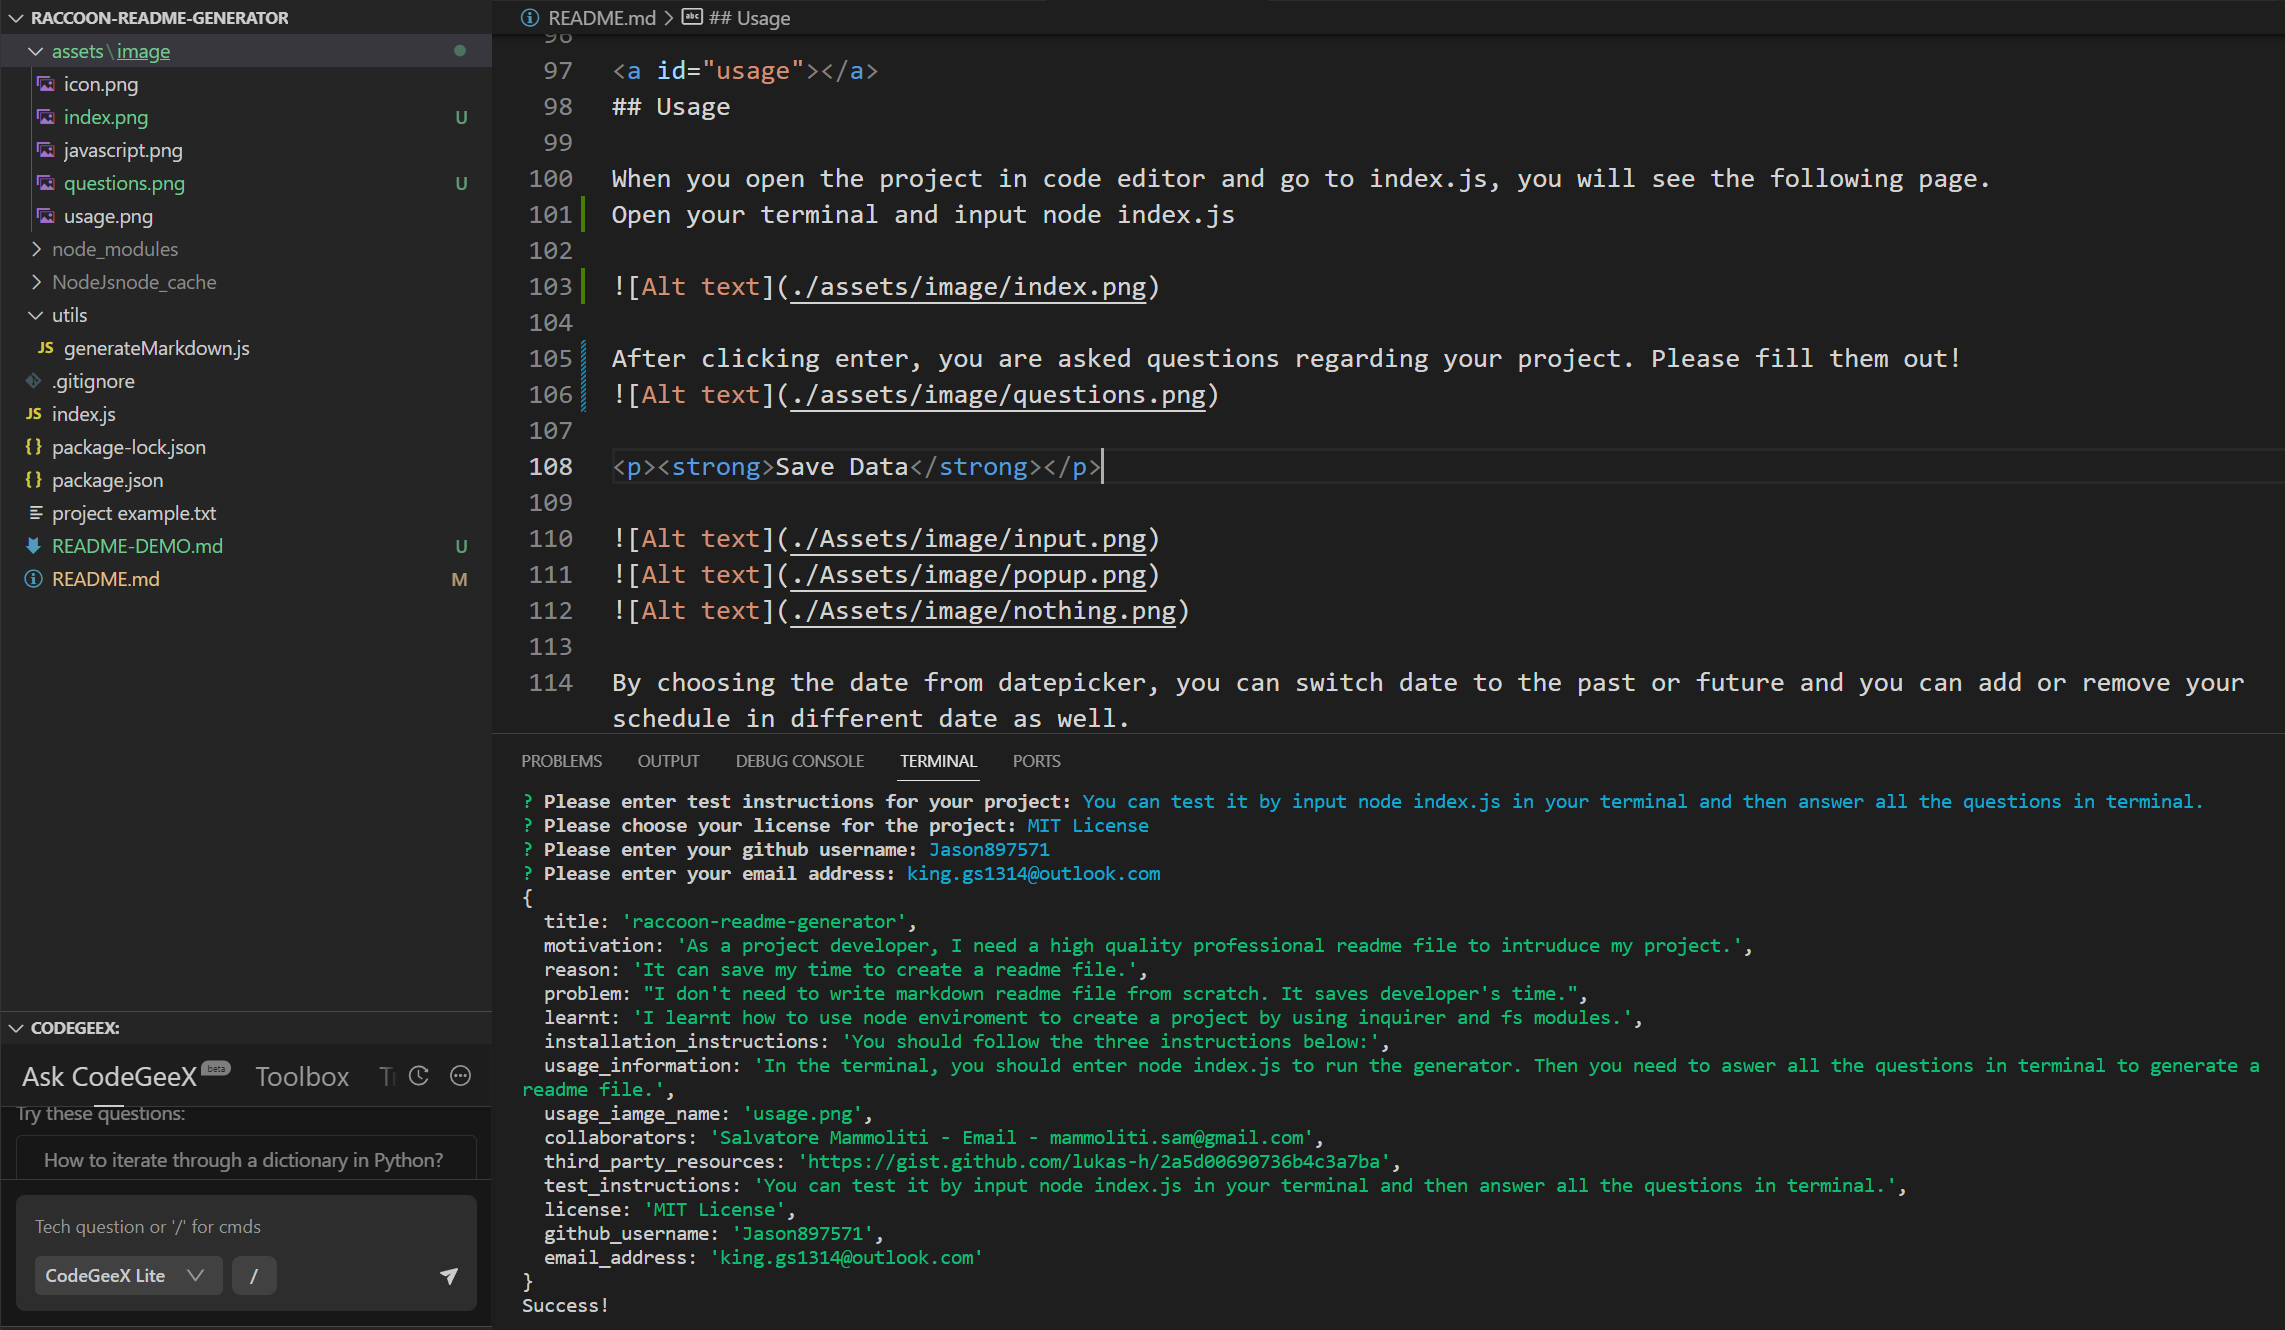 RACCOON-README-GENERATOR
assets\image
icon.png
index.png U
javascript.png
questions.png U
usage.png
node_modules
NodeJsnode_cache
utils
JS generateMarkdown.js
.gitignore
JS index.js
{} package-lock.json
{} package.json
project example.txt
README-DEMO.md U
README.md M
CODEGEEX:
Ask CodeGeeX beta Toolbox
Try these questions:
How to iterate through a dictionary in Python?
Tech question or '/' for cmds
CodeGeeX Lite /
README.md > abc ## Usage
96
97 <a id="usage"></a>
98 ## Usage
99
100 When you open the project in code editor and go to index.js, you will see the following page.
101 Open your terminal and input node index.js
102
103 ![Alt text](./assets/image/index.png)
104
105 After clicking enter, you are asked questions regarding your project. Please fill them out!
106 ![Alt text](./assets/image/questions.png)
107
108 <p><strong>Save Data</strong></p>
109
110 ![Alt text](./Assets/image/input.png)
111 ![Alt text](./Assets/image/popup.png)
112 ![Alt text](./Assets/image/nothing.png)
113
114 By choosing the date from datepicker, you can switch date to the past or future and you can add or remove your
schedule in different date as well.
PROBLEMS OUTPUT DEBUG CONSOLE TERMINAL PORTS
? Please enter test instructions for your project: You can test it by input node index.js in your terminal and then answer all the questions in terminal.
? Please choose your license for the project: MIT License
? Please enter your github username: Jason897571
? Please enter your email address: king.gs1314@outlook.com
{
title: 'raccoon-readme-generator',
motivation: 'As a project developer, I need a high quality professional readme file to intruduce my project.',
reason: 'It can save my time to create a readme file.',
problem: "I don't need to write markdown readme file from scratch. It saves developer's time.",
learnt: 'I learnt how to use node enviroment to create a project by using inquirer and fs modules.',
installation_instructions: 'You should follow the three instructions below:',
usage_information: 'In the terminal, you should enter node index.js to run the generator. Then you need to aswer all the questions in terminal to generate a
readme file.',
usage_iamge_name: 'usage.png',
collaborators: 'Salvatore Mammoliti - Email - mammoliti.sam@gmail.com',
third_party_resources: 'https://gist.github.com/lukas-h/2a5d00690736b4c3a7ba',
test_instructions: 'You can test it by input node index.js in your terminal and then answer all the questions in terminal.',
license: 'MIT License',
github_username: 'Jason897571',
email_address: 'king.gs1314@outlook.com'
}
Success!